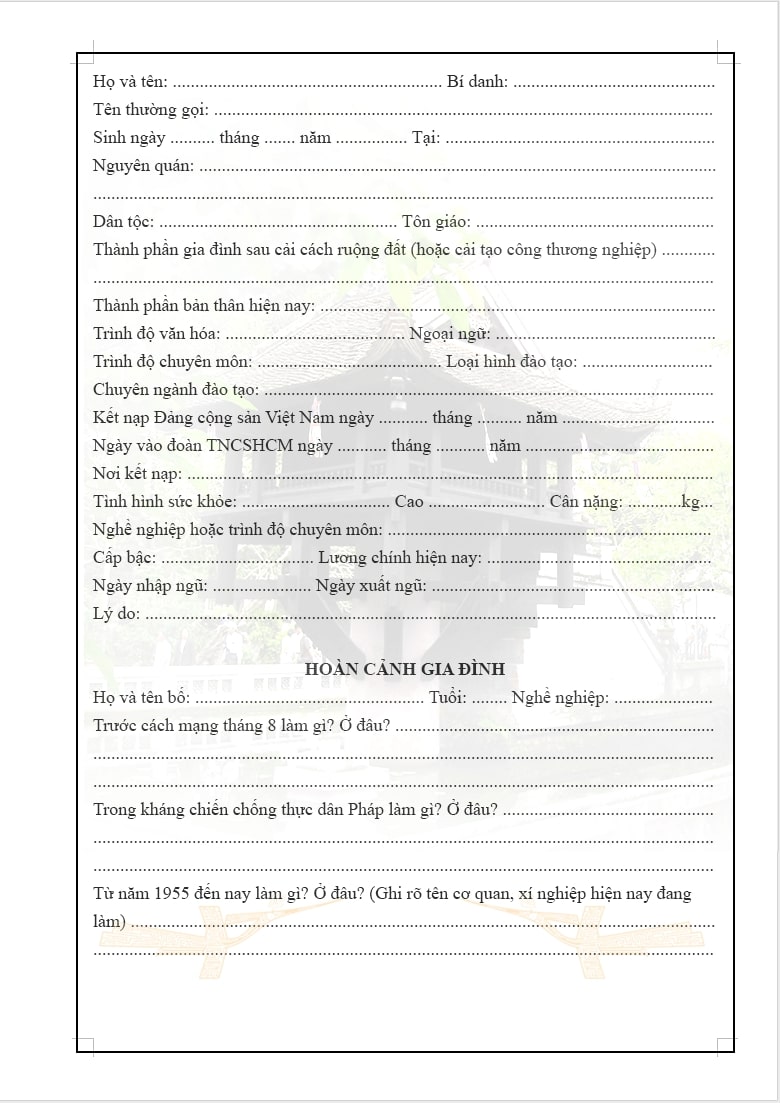 Họ và tên: ............................................................ Bí danh: .............................................
Tên thường gọi: ...............................................................................................................
Sinh ngày .......... tháng ....... năm ................ Tại: ............................................................
Nguyên quán: ...................................................................................................................
..........................................................................................................................................
Dân tộc: ..................................................... Tôn giáo: .....................................................
Thành phần gia đình sau cải cách ruộng đất (hoặc cải tạo công thương nghiệp) ............
..........................................................................................................................................
Thành phần bản thân hiện nay: ........................................................................................
Trình độ văn hóa: ........................................ Ngoại ngữ: .................................................
Trình độ chuyên môn: ......................................... Loại hình đào tạo: .............................
Chuyên ngành đào tạo: ....................................................................................................
Kết nạp Đảng cộng sản Việt Nam ngày ........... tháng .......... năm ..................................
Ngày vào đoàn TNCSHCM ngày ........... tháng ........... năm ..........................................
Nơi kết nạp: .....................................................................................................................
Tình hình sức khỏe: ................................. Cao .......................... Cân nặng: ............kg...
Nghề nghiệp hoặc trình độ chuyên môn: ........................................................................
Cấp bậc: .................................. Lương chính hiện nay: ..................................................
Ngày nhập ngũ: ...................... Ngày xuất ngũ: ...............................................................
Lý do: ...............................................................................................................................
HOÀN CẢNH GIA ĐÌNH
Họ và tên bố: ................................................... Tuổi: ........ Nghề nghiệp: ......................
Trước cách mạng tháng 8 làm gì? Ở đâu? .......................................................................
..........................................................................................................................................
..........................................................................................................................................
Trong kháng chiến chống thực dân Pháp làm gì? Ở đâu? ...............................................
..........................................................................................................................................
..........................................................................................................................................
Từ năm 1955 đến nay làm gì? Ở đâu? (Ghi rõ tên cơ quan, xí nghiệp hiện nay đang
làm) ..................................................................................................................................
..........................................................................................................................................